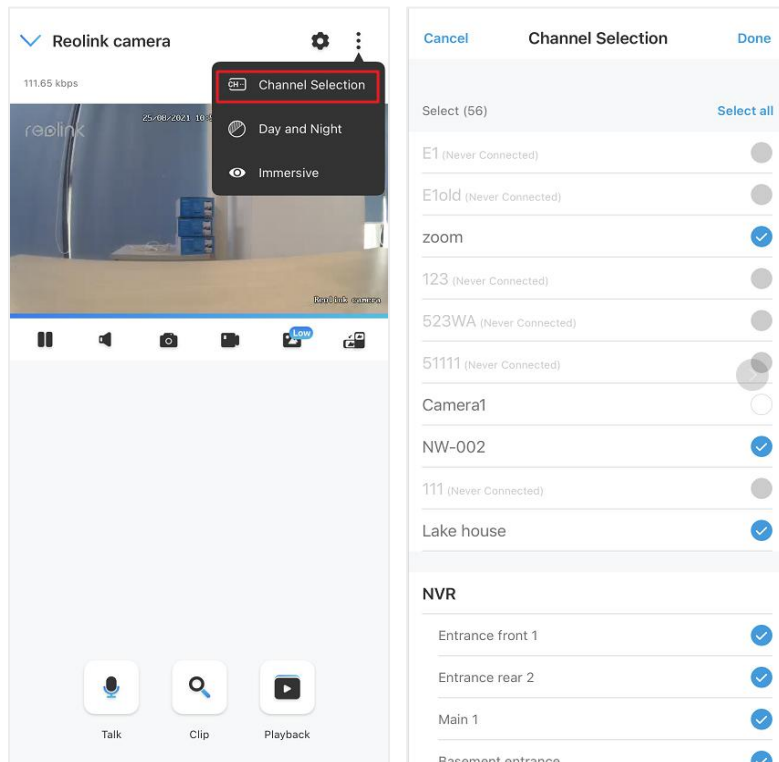 Reolink camera
111.65 kbps
CH
Channel Selection
Day and Night
Immersive
reolink
25/08/2021 10:
Reolink camera
Low
Talk
Clip
Playback
Cancel
Channel Selection
Done
Select (56)
Select all
E1 (Never Connected)
E1old (Never Connected)
zoom
123 (Never Connected)
523WA (Never Connected)
51111 (Never Connected)
Camera1
NW-002
111 (Never Connected)
Lake house
NVR
Entrance front 1
Entrance rear 2
Main 1
Basement entrance